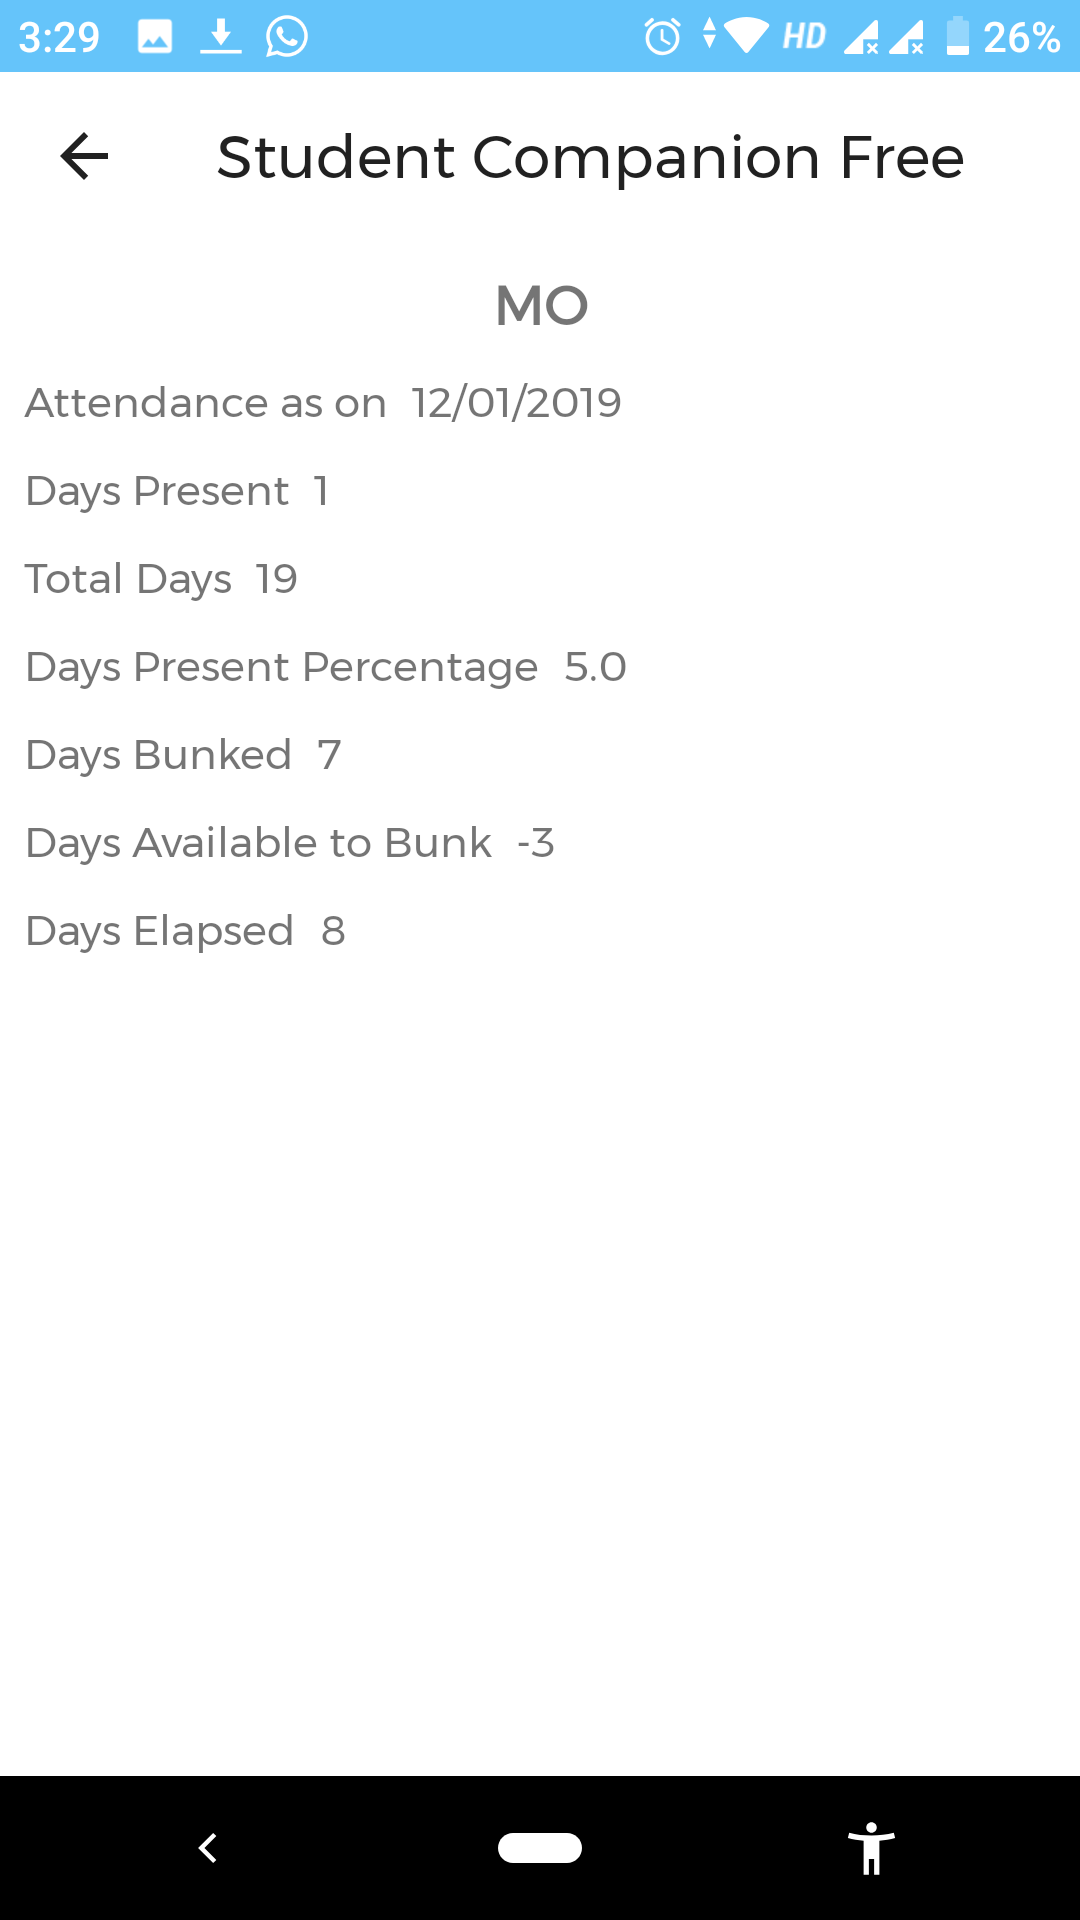 3:29 HD 26%
Student Companion Free
MO
Attendance as on 12/01/2019
Days Present 1
Total Days 19
Days Present Percentage 5.0
Days Bunked 7
Days Available to Bunk -3
Days Elapsed 8